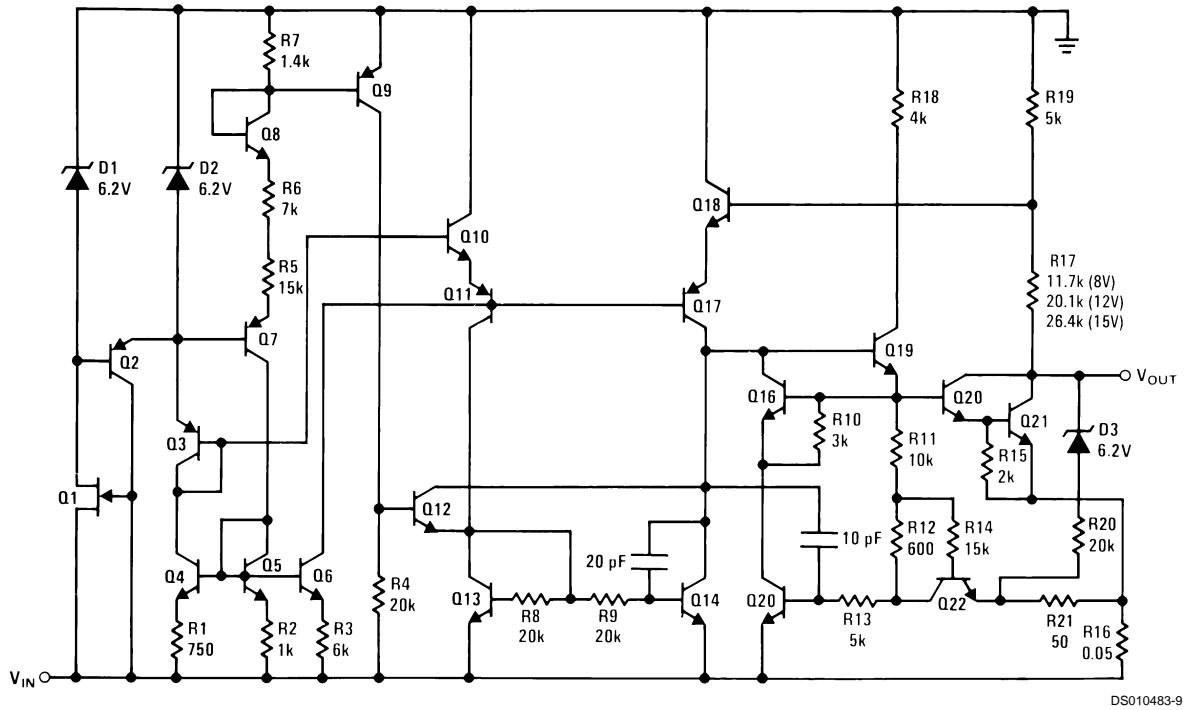 R7
1.4k
Q9
R18
4k
R19
5k
Q8
D1
6.2V
D2
6.2V
R6
7k
Q18
Q10
R5
15k
R17
11.7k (8V)
20.1k (12V)
26.4k (15V)
Q11
Q17
Q7
Q2
Q19
VOUT
Q16
R10
3k
Q20
Q21
D3
6.2V
Q3
R11
10k
R15
2k
Q1
Q12
10 pF
R12
600
R14
15k
R20
20k
20 pF
Q4
Q5
Q6
R4
20k
Q13
R8
20k
R9
20k
Q14
Q20
R13
5k
Q22
R21
50
R16
0.05
R1
750
R2
1k
R3
6k
VIN
DS010483-9